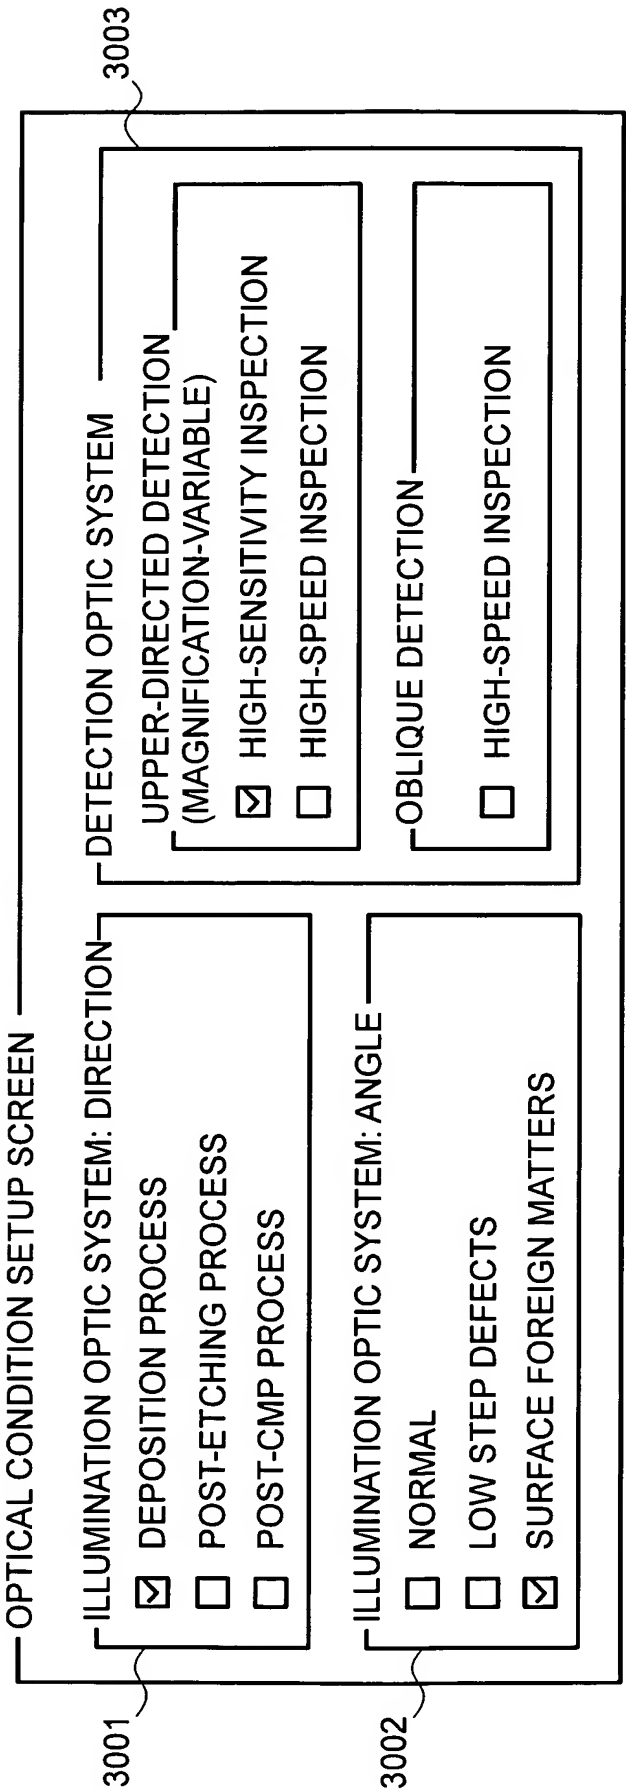 OPTICAL CONDITION SETUP SCREEN
3001
ILLUMINATION OPTIC SYSTEM: DIRECTION
DEPOSITION PROCESS
POST-ETCHING PROCESS
POST-CMP PROCESS
3002
ILLUMINATION OPTIC SYSTEM: ANGLE
NORMAL
LOW STEP DEFECTS
SURFACE FOREIGN MATTERS
3003
DETECTION OPTIC SYSTEM
UPPER-DIRECTED DETECTION
(MAGNIFICATION-VARIABLE)
HIGH-SENSITIVITY INSPECTION
HIGH-SPEED INSPECTION
OBLIQUE DETECTION
HIGH-SPEED INSPECTION